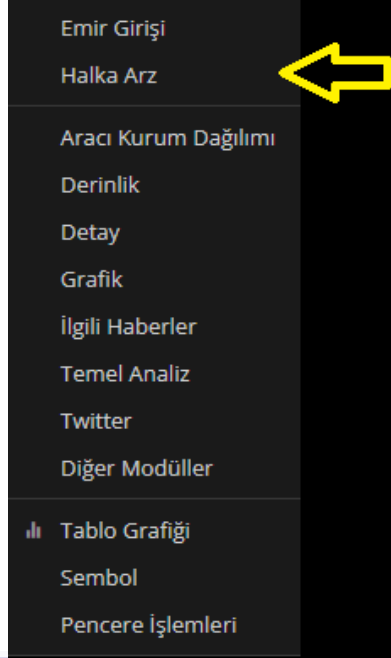 Emir Girişi
Halka Arz
Aracı Kurum Dağılımı
Derinlik
Detay
Grafik
İlgili Haberler
Temel Analiz
Twitter
Diğer Modüller
Tablo Grafiği
Sembol
Pencere İşlemleri